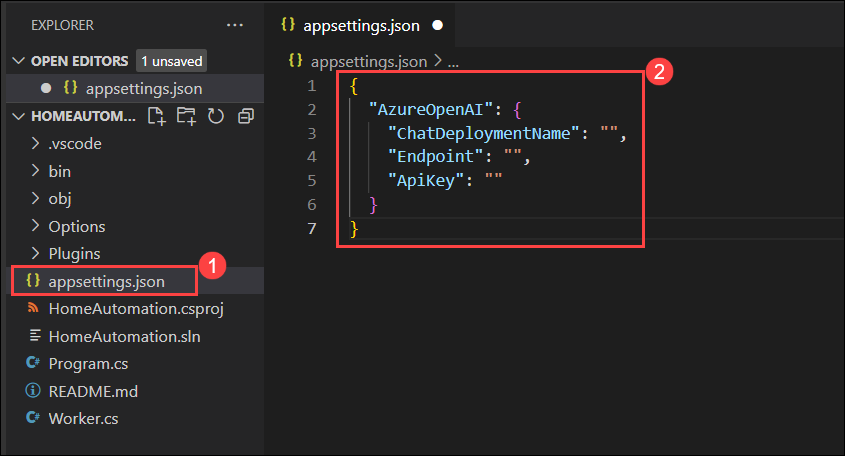 EXPLORER ...
OPEN EDITORS 1 unsaved
{} appsettings.json
HOMEAUTOM...
.vscode
bin
obj
Options
Plugins
{} appsettings.json
1
HomeAutomation.csproj
HomeAutomation.sln
C# Program.cs
README.md
C# Worker.cs
{} appsettings.json
{} appsettings.json > ...
2
1 {
2 "AzureOpenAI": {
3 "ChatDeploymentName": "",
4 "Endpoint": "",
5 "ApiKey": ""
6 }
7 }